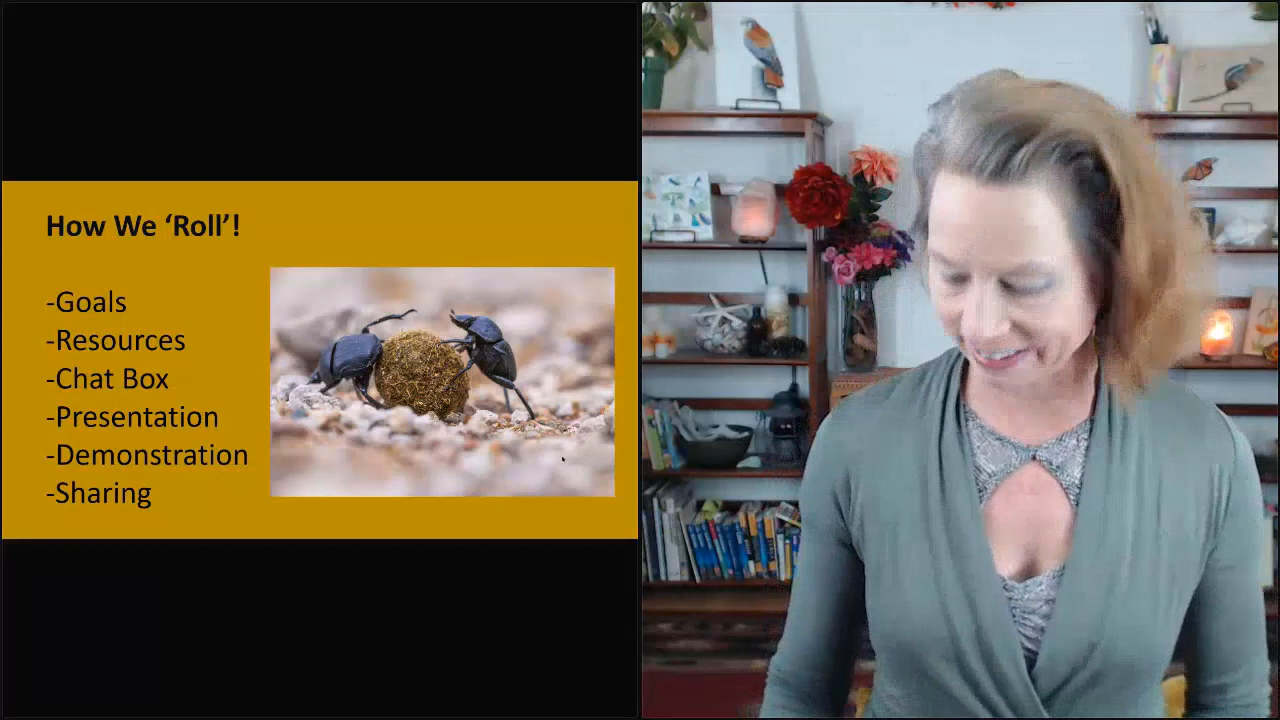 How We ‘Roll’!
-Goals
-Resources
-Chat Box
-Presentation
-Demonstration
-Sharing